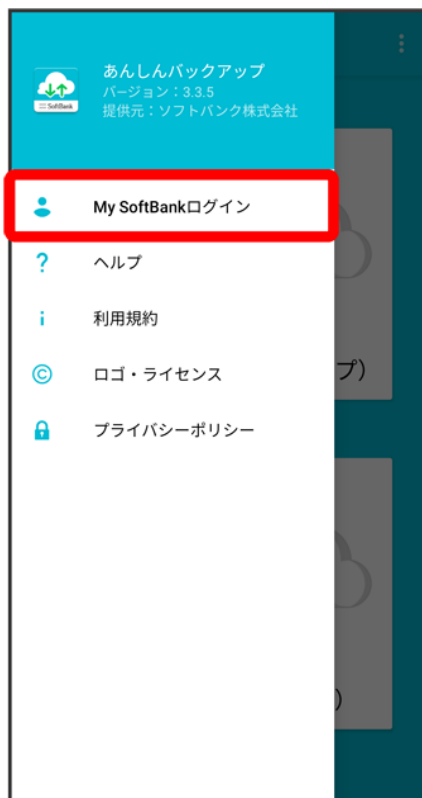 あんしんバックアップ
バージョン：3.3.5
提供元：ソフトバンク株式会社
SoftBank
My SoftBankログイン
ヘルプ
利用規約
ロゴ・ライセンス
プライバシーポリシー
プ）
）